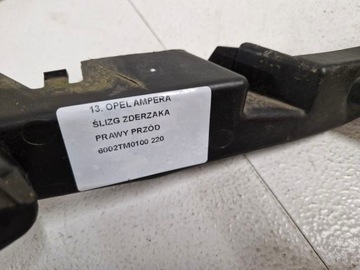 13. OPEL AMPERA
ŚLIZG ZDERZAKA
PRAWY PRZÓD
6002TM0100 220